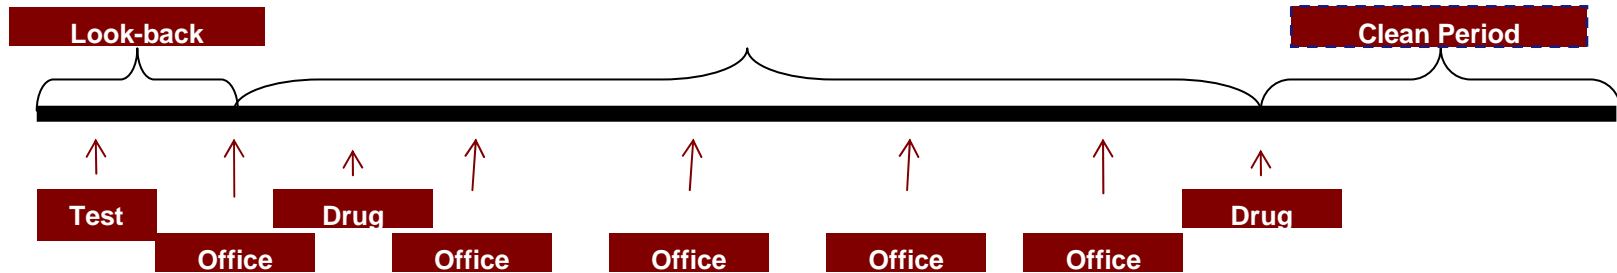 Look-back
Clean Period
Test
Drug
Drug
Office
Office
Office
Office
Office